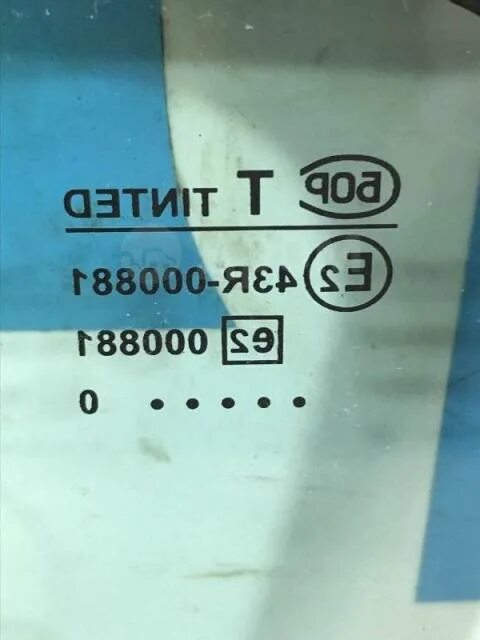 БОР T TINTED
E2 43R-000881
e2 000881
• • • • • 0